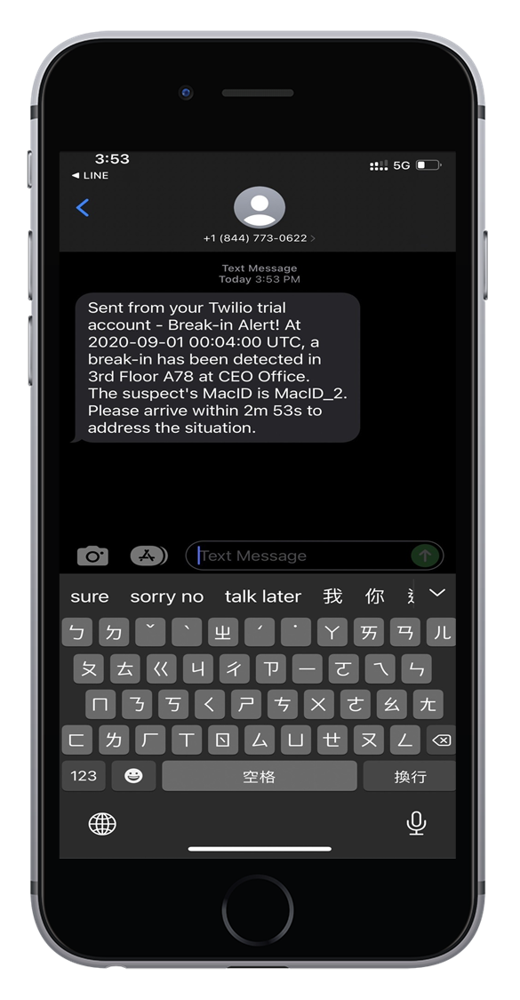 3:53
5G
◀ LINE
+1 (844) 773-0622 >
Text Message
Today 3:53 PM
Sent from your Twilio trial
account - Break-in Alert! At
2020-09-01 00:04:00 UTC, a
break-in has been detected in
3rd Floor A78 at CEO Office.
The suspect's MacID is MacID_2.
Please arrive within 2m 53s to
address the situation.
Text Message
sure sorry no talk later 我 你
ㄅ ㄉ ˇ ˋ ㄓ ˊ ˙ ㄚ ㄞ ㄢ ㄦ
ㄆ ㄊ ㄍ ㄐ ㄔ ㄗ ㄧ ㄛ ㄟ ㄣ
ㄇ ㄋ ㄎ ㄑ ㄕ ㄘ ㄨ ㄜ ㄠ ㄤ
ㄈ ㄌ ㄏ ㄒ ㄖ ㄙ ㄩ ㄝ ㄡ ㄥ
123 空格 換行